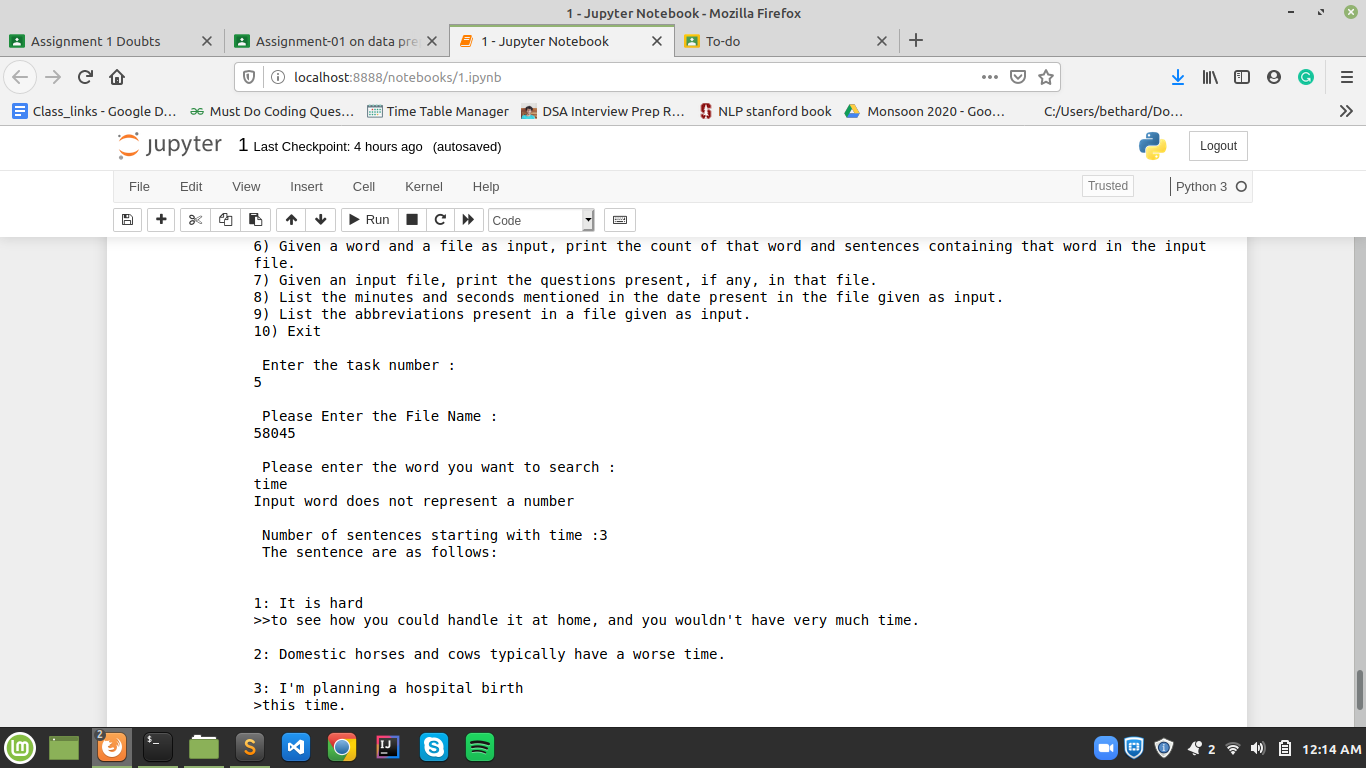 1 - Jupyter Notebook - Mozilla Firefox
Assignment 1 Doubts
Assignment-01 on data pre
1 - Jupyter Notebook
To-do
localhost:8888/notebooks/1.ipynb
Class_links - Google D...
Must Do Coding Ques...
Time Table Manager
DSA Interview Prep R...
NLP stanford book
Monsoon 2020 - Goo...
C:/Users/bethard/Do...
jupyter 1 Last Checkpoint: 4 hours ago (autosaved)
Logout
File Edit View Insert Cell Kernel Help
Trusted
Python 3
Run
Code
6) Given a word and a file as input, print the count of that word and sentences containing that word in the input
file.
7) Given an input file, print the questions present, if any, in that file.
8) List the minutes and seconds mentioned in the date present in the file given as input.
9) List the abbreviations present in a file given as input.
10) Exit
Enter the task number :
5
Please Enter the File Name :
58045
Please enter the word you want to search :
time
Input word does not represent a number
Number of sentences starting with time :3
The sentence are as follows:
1: It is hard
>>to see how you could handle it at home, and you wouldn't have very much time.
2: Domestic horses and cows typically have a worse time.
3: I'm planning a hospital birth
>this time.
2
$_
S
IJ
2
12:14 AM